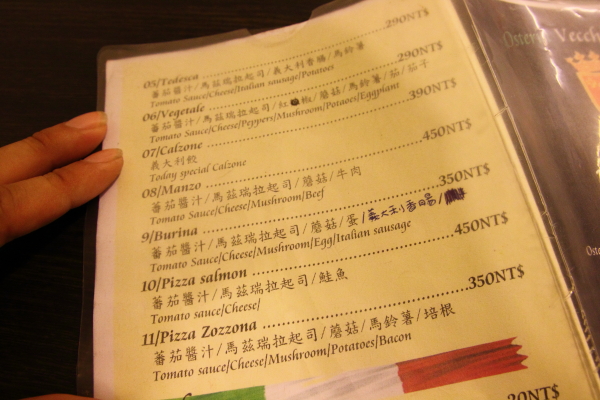 05/Tedesca..............................290NT$
番茄醬汁/馬茲瑞拉起司/義大利香腸/馬鈴薯
Tomato Sauce/Cheese/Italian sausage/Potatoes
06/Vegetale..............................290NT$
番茄醬汁/馬茲瑞拉起司/紅椒/蘑菇/馬鈴薯/茄/茄子
Tomato Sauce/Cheese/Peppers/Mushroom/Potaoes/Eggplant
07/Calzone..............................390NT$
義大利餃
Today special Calzone
08/Manzo..............................450NT$
番茄醬汁/馬茲瑞拉起司/蘑菇/牛肉
Tomato Sauce/Cheese/Mushroom/Beef
9/Burina..............................350NT$
番茄醬汁/馬茲瑞拉起司/蘑菇/蛋/義大利香腸/
Tomato Sauce/Cheese/Mushroom/Egg/Italian sausage
10/Pizza salmon..............................450NT$
番茄醬汁/馬茲瑞拉起司/鮭魚
Tomato sauce/Cheese/
11/Pizza Zozzona..............................350NT$
番茄醬汁/馬茲瑞拉起司/蘑菇/馬鈴薯/培根
Tomato sauce/Cheese/Mushroom/Potatoes/Bacon